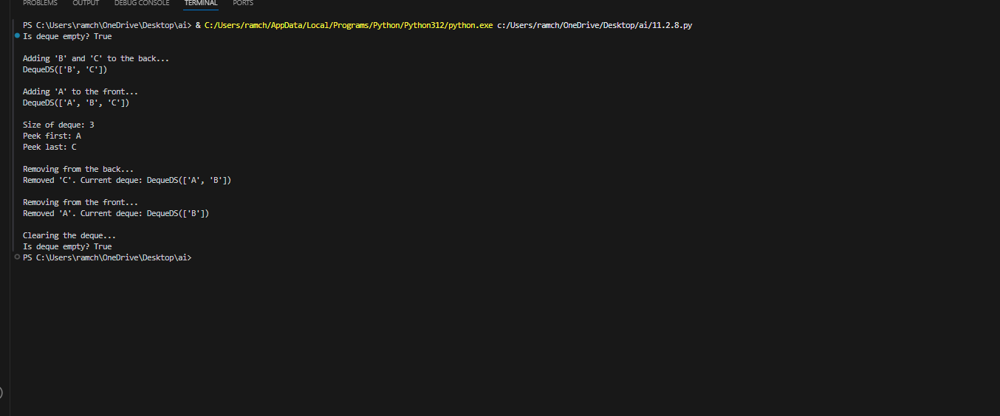 PROBLEMS OUTPUT DEBUG CONSOLE TERMINAL PORTS
PS C:\Users\ramch\OneDrive\Desktop\ai> & C:/Users/ramch/AppData/Local/Programs/Python/Python312/python.exe c:/Users/ramch/OneDrive/Desktop/ai/11.2.8.py
Is deque empty? True
Adding 'B' and 'C' to the back...
DequeDS(['B', 'C'])
Adding 'A' to the front...
DequeDS(['A', 'B', 'C'])
Size of deque: 3
Peek first: A
Peek last: C
Removing from the back...
Removed 'C'. Current deque: DequeDS(['A', 'B'])
Removing from the front...
Removed 'A'. Current deque: DequeDS(['B'])
Clearing the deque...
Is deque empty? True
PS C:\Users\ramch\OneDrive\Desktop\ai>